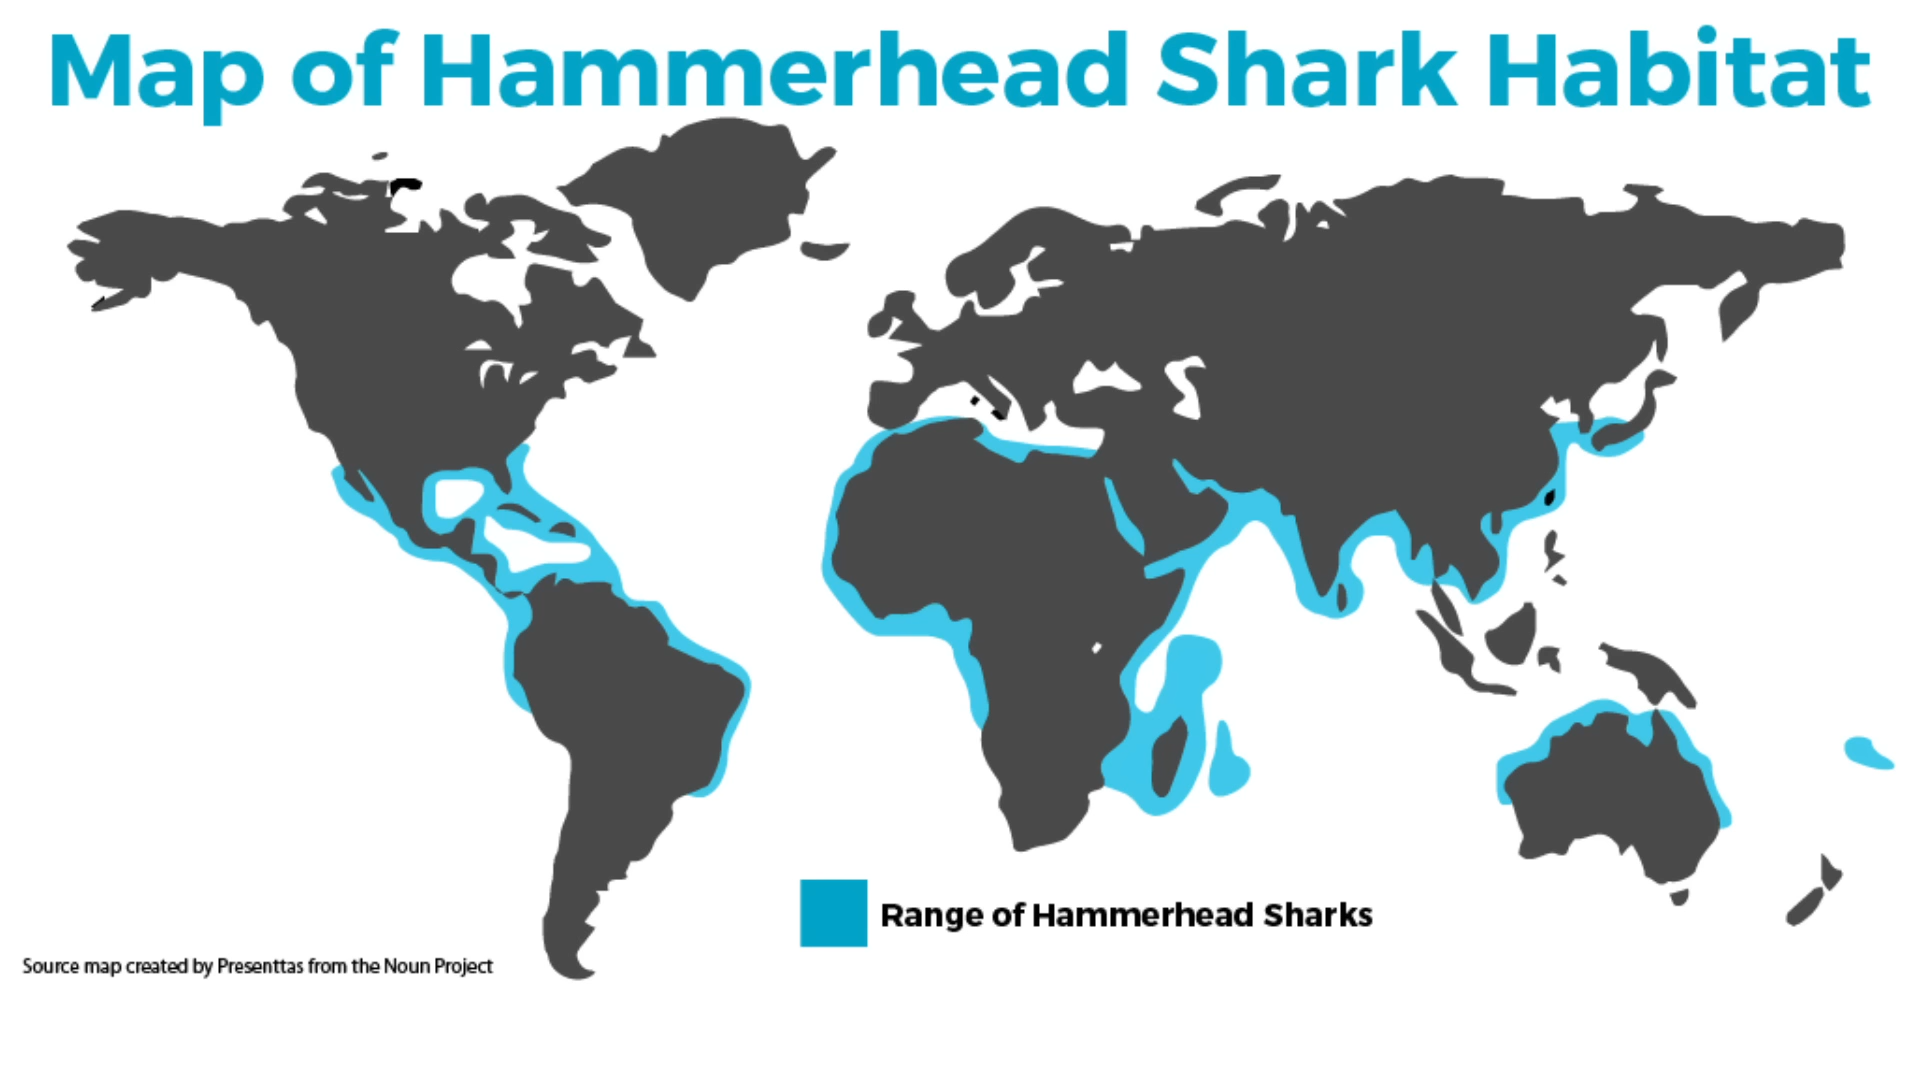 Map of Hammerhead Shark Habitat
Range of Hammerhead Sharks
Source map created by Presenttas from the Noun Project